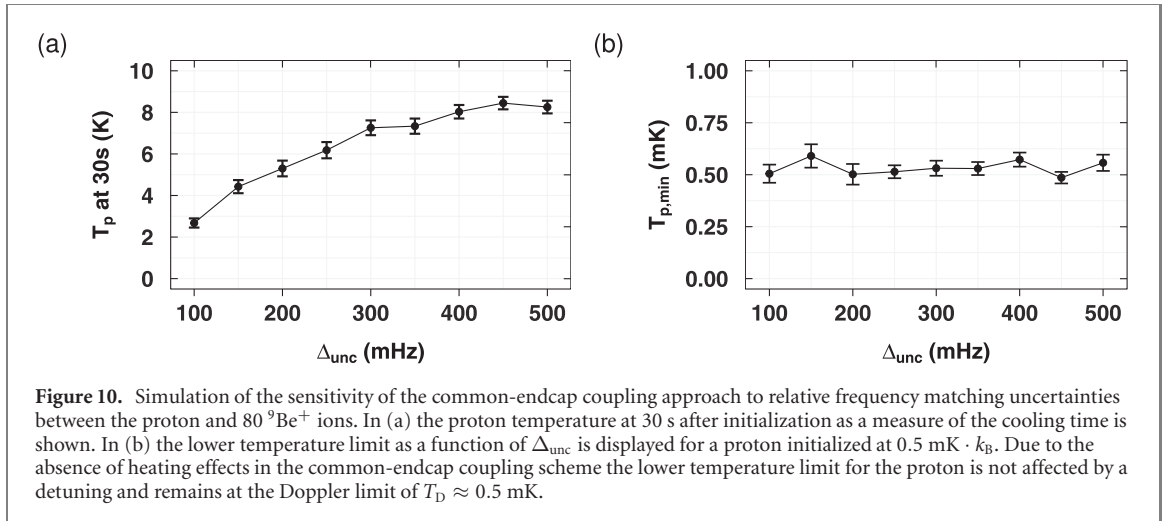 (a)
10
8
6
4
2
0
T_p at 30s (K)
100 200 300 400 500
Δ_unc (mHz)
(b)
1.00
0.75
0.50
0.25
0.00
T_p,min (mK)
100 200 300 400 500
Δ_unc (mHz)
Figure 10. Simulation of the sensitivity of the common-endcap coupling approach to relative frequency matching uncertainties
between the proton and 80 ⁹Be⁺ ions. In (a) the proton temperature at 30 s after initialization as a measure of the cooling time is
shown. In (b) the lower temperature limit as a function of Δ_unc is displayed for a proton initialized at 0.5 mK · k_B. Due to the
absence of heating effects in the common-endcap coupling scheme the lower temperature limit for the proton is not affected by a
detuning and remains at the Doppler limit of T_D ≈ 0.5 mK.